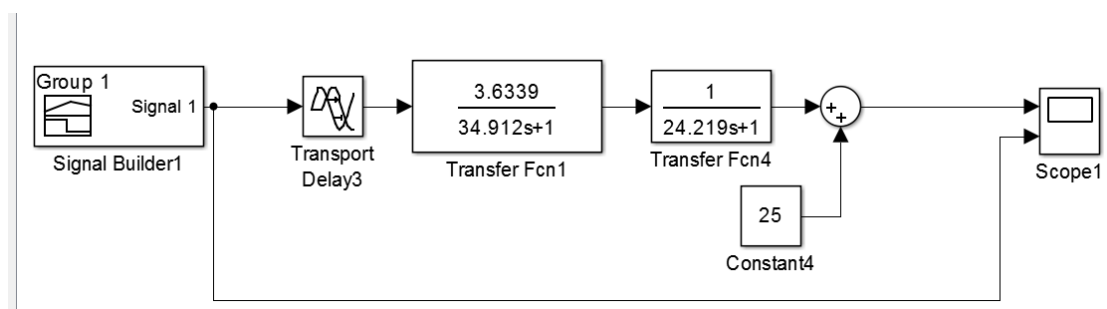 Group 1
Signal 1
Signal Builder1
Transport
Delay3
3.6339
34.912s+1
Transfer Fcn1
1
24.219s+1
Transfer Fcn4
Scope1
25
Constant4